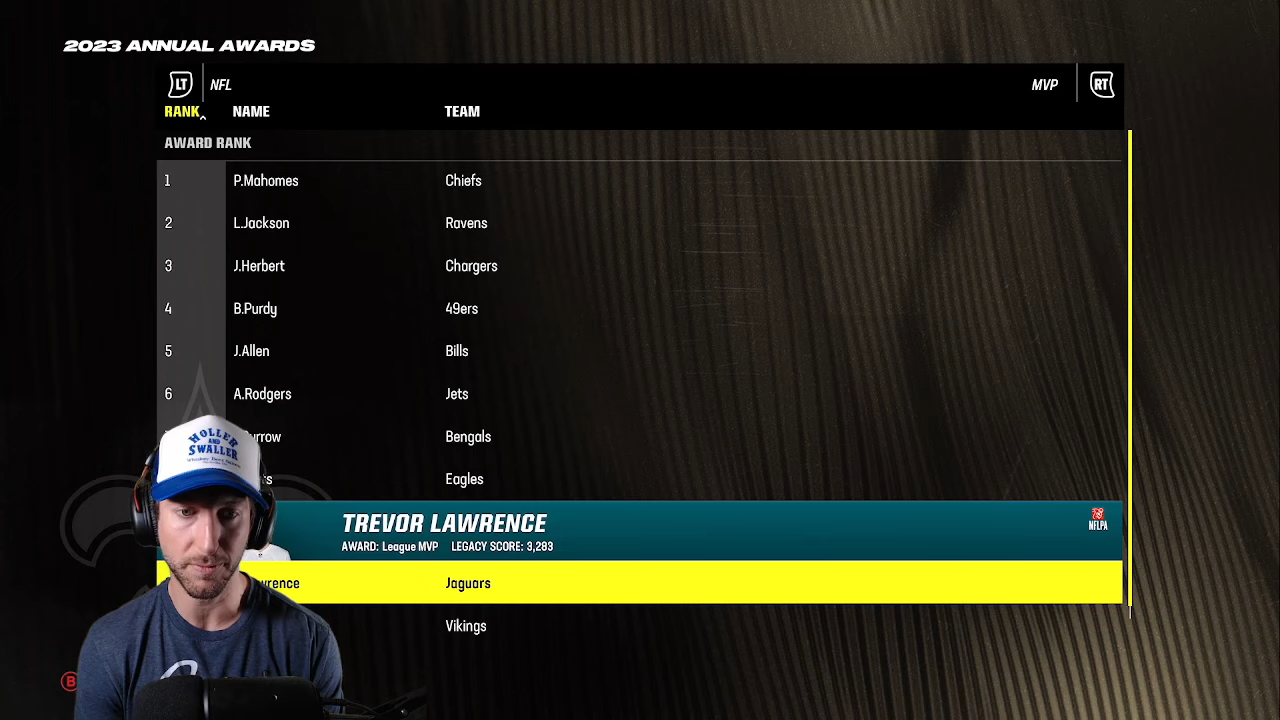 2023 ANNUAL AWARDS
LT NFL MVP RT
RANK NAME TEAM
AWARD RANK
1 P.Mahomes Chiefs
2 L.Jackson Ravens
3 J.Herbert Chargers
4 B.Purdy 49ers
5 J.Allen Bills
6 A.Rodgers Jets
Bengals
Eagles
HOLLER
AND
SWALLER
TREVOR LAWRENCE
NFLPA
AWARD: League MVP LEGACY SCORE: 3,283
Jaguars
Vikings
B